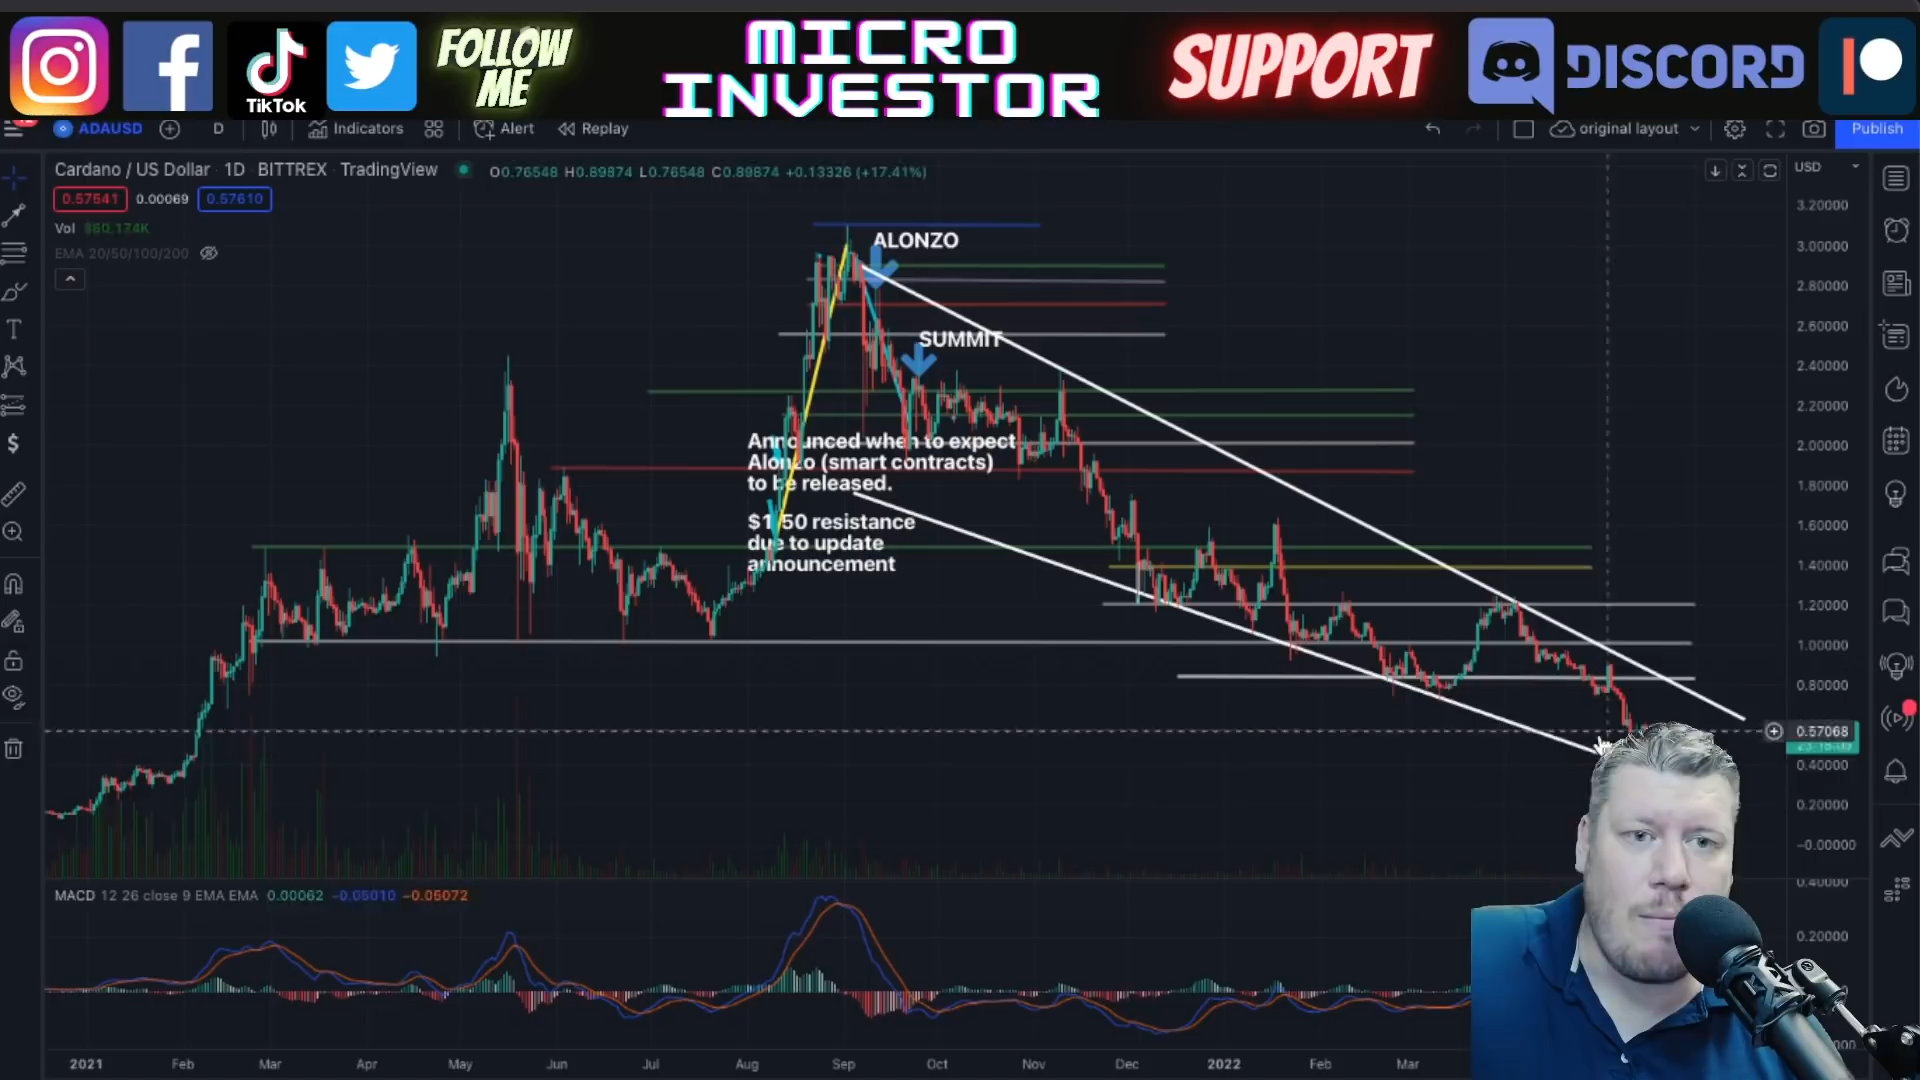 FOLLOW ME
MICRO INVESTOR
SUPPORT
DISCORD
TikTok
ADAUSD
D
Indicators
Alert
Replay
original layout
Publish
Cardano / US Dollar · 1D · BITTREX · TradingView
O0.76548 H0.89874 L0.76548 C0.89874 +0.13326 (+17.41%)
USD
0.57541
0.00069
0.57610
Vol
EMA 20/50/100/200
ALONZO
SUMMIT
Announced when to expect
Alonzo (smart contracts)
to be released.
$1.50 resistance
due to update
announcement
3.20000
3.00000
2.80000
2.60000
2.40000
2.20000
2.00000
1.80000
1.60000
1.40000
1.20000
1.00000
0.80000
0.57068
0.40000
0.20000
−0.00000
MACD 12 26 close 9 EMA EMA 0.00062 −0.05010 −0.05072
0.40000
0.20000
2021
Feb
Mar
Apr
May
Jun
Jul
Aug
Sep
Oct
Nov
Dec
2022
Feb
Mar